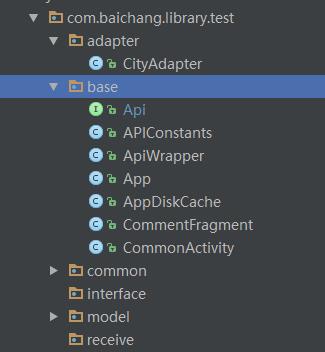 com.baichang.library.test
adapter
CityAdapter
base
Api
APIConstants
ApiWrapper
App
AppDiskCache
CommentFragment
CommonActivity
common
interface
model
receive